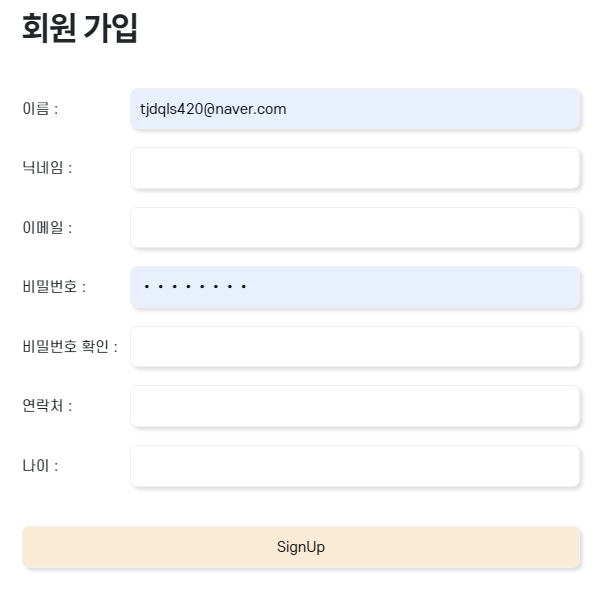 회원 가입
이름 : tjdqls420@naver.com
닉네임 :
이메일 :
비밀번호 : ••••••••
비밀번호 확인 :
연락처 :
나이 :
SignUp